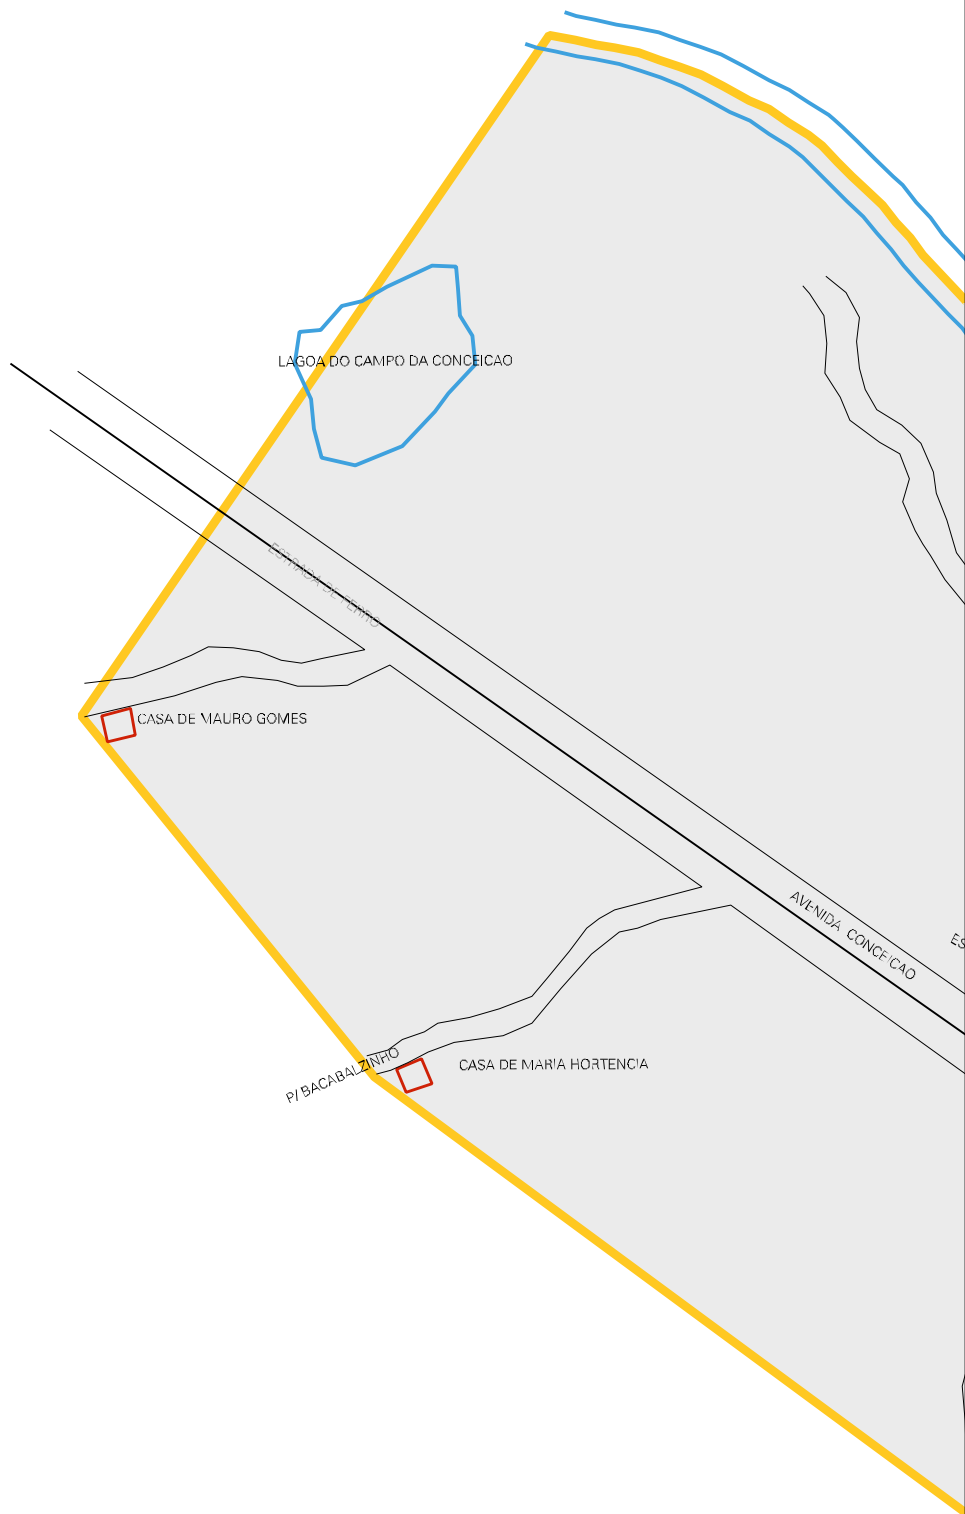 LAGOA DO CAMPO DA CONCEICAO
ESTRADA DE FERRO
CASA DE MAURO GOMES
AVENIDA CONCEICAO
ES
P/ BACABALZINHO
CASA DE MARIA HORTENCIA